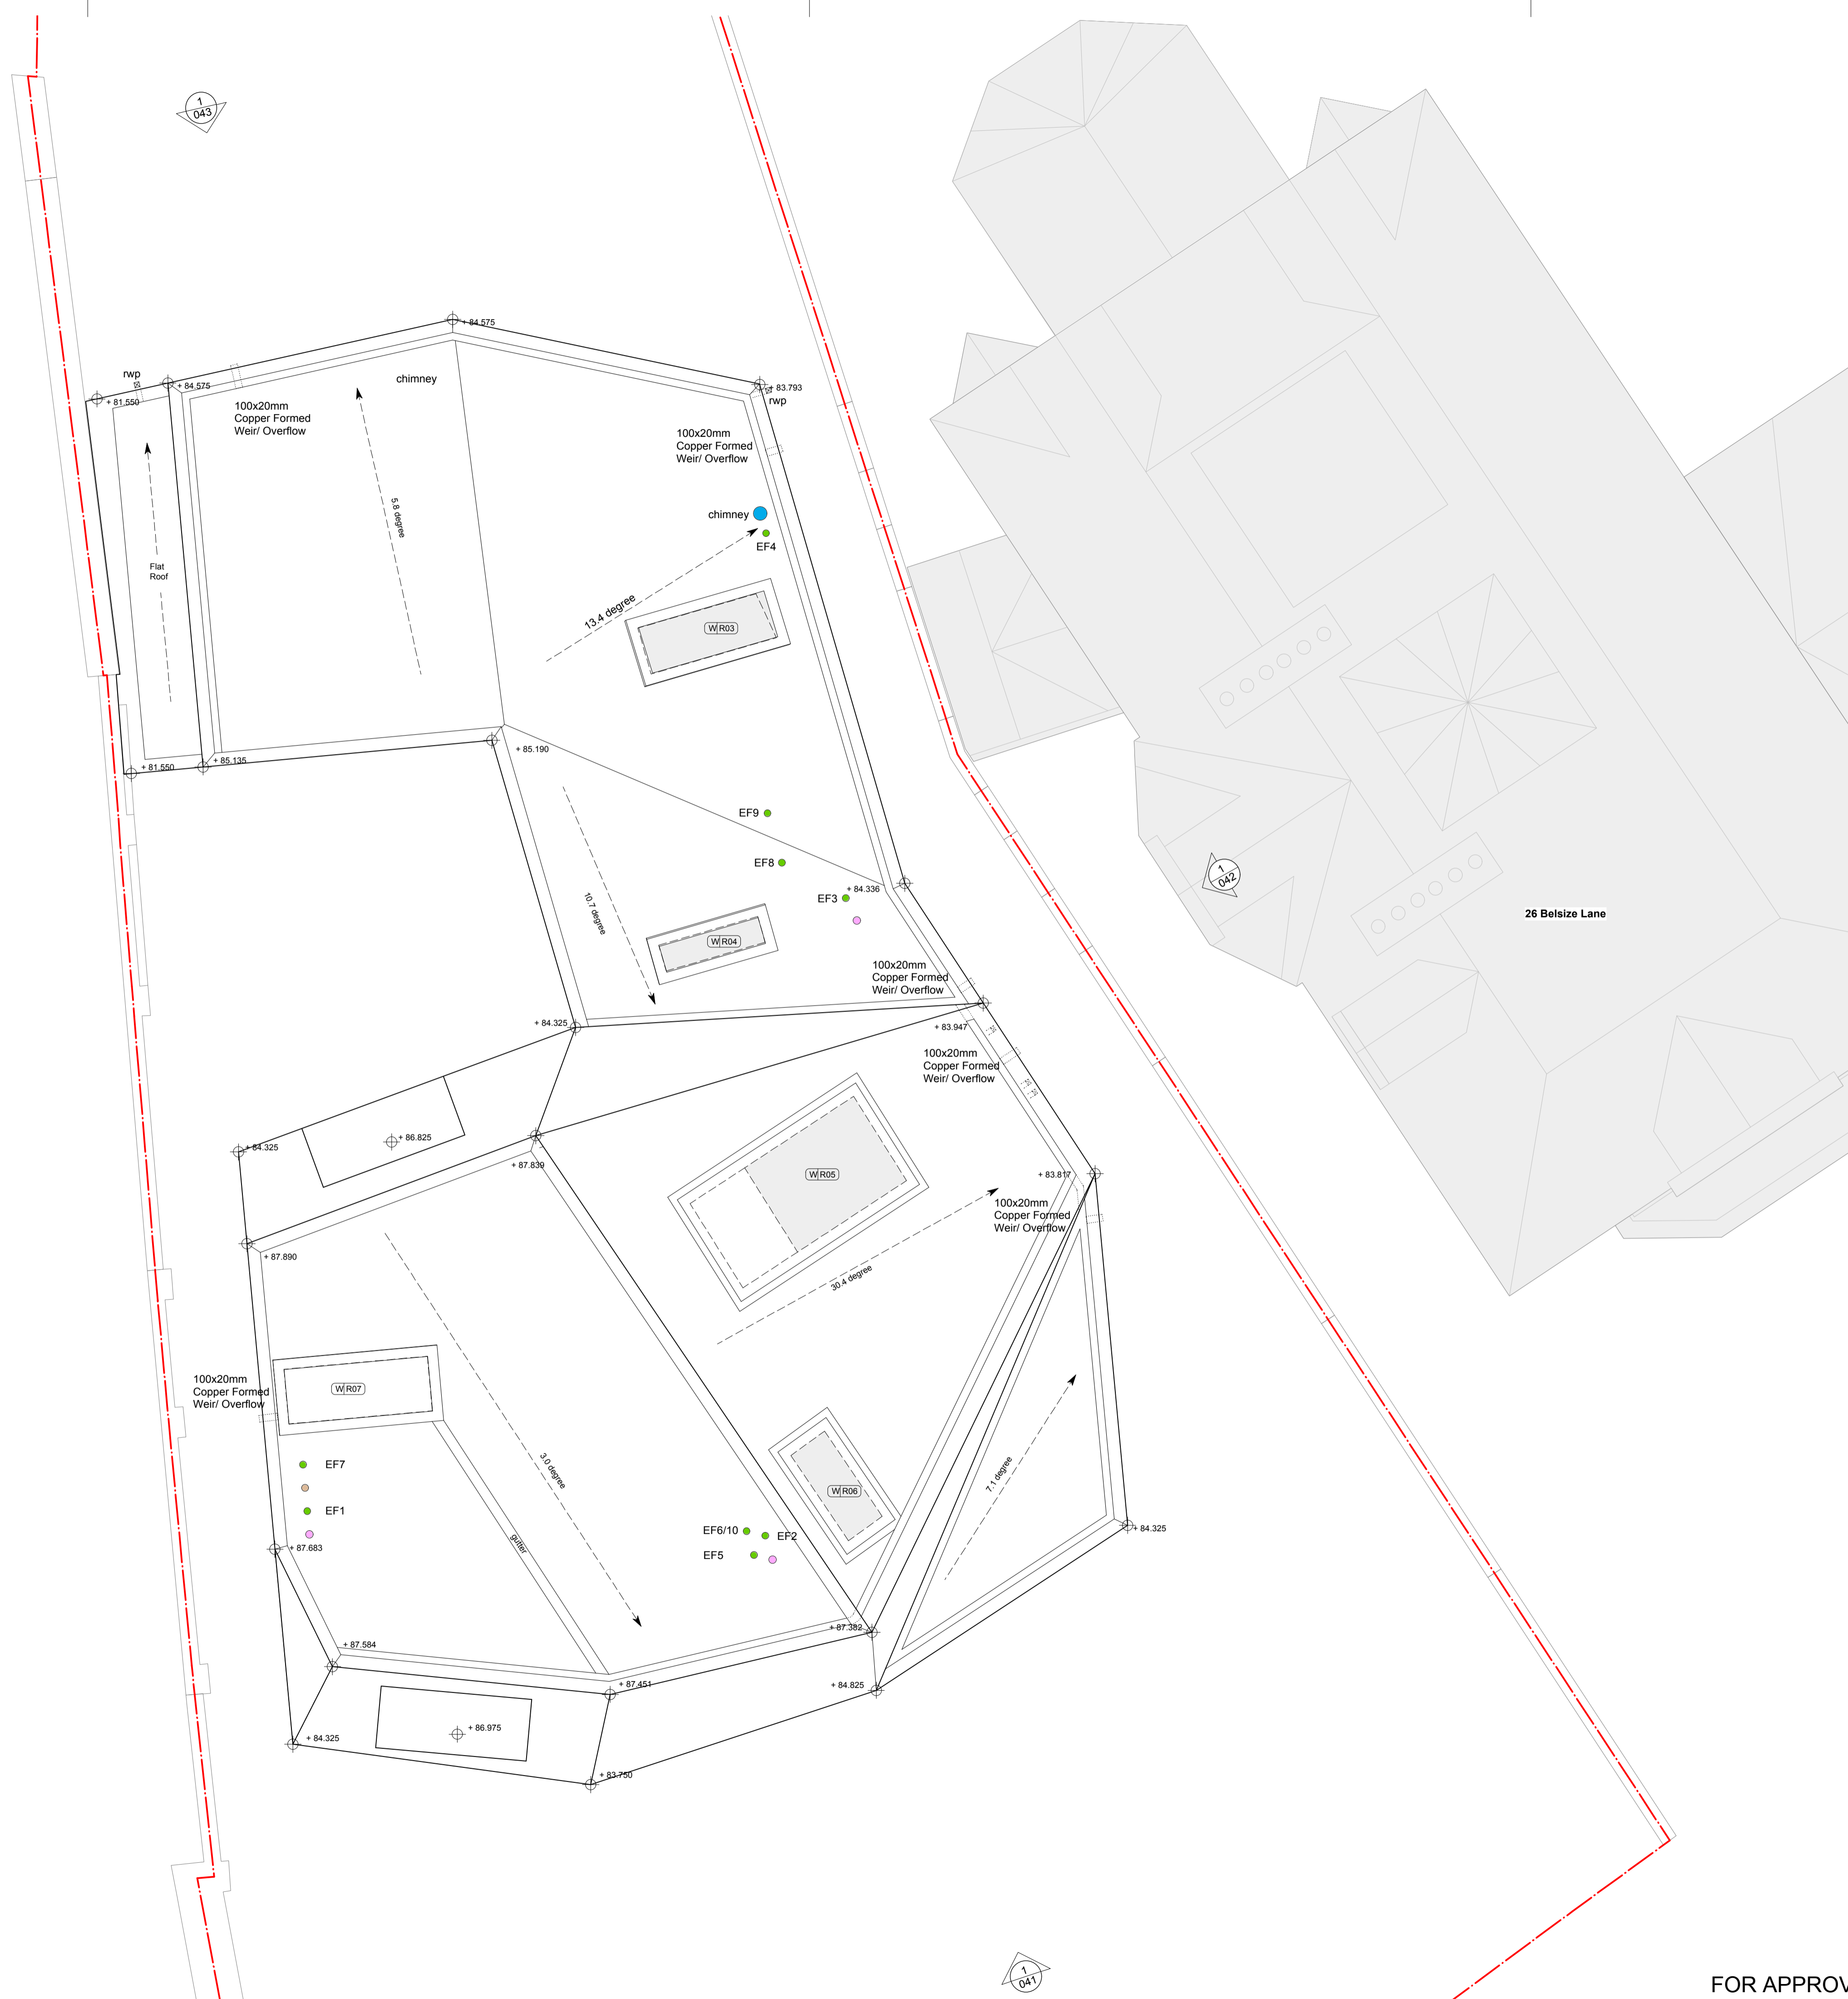 1
043
+ 84.575
rwp
+ 84.575
chimney
+ 83.793
rwp
+ 81.550
100x20mm
Copper Formed
Weir/ Overflow
100x20mm
Copper Formed
Weir/ Overflow
5.8 degree
chimney
EF4
Flat
Roof
13.4 degree
W R03
+ 85.190
+ 85.135
+ 81.550
EF9
EF8
1
042
+ 84.336
EF3
10.7 degree
26 Belsize Lane
W R04
100x20mm
Copper Formed
Weir/ Overflow
+ 84.325
+ 83.947
100x20mm
Copper Formed
Weir/ Overflow
+ 86.825
+ 84.325
+ 87.839
W R05
+ 83.817
100x20mm
Copper Formed
Weir/ Overflow
+ 87.890
30.4 degree
100x20mm
Copper Formed
Weir/ Overflow
W R07
EF7
3.0 degree
7.1 degree
W R06
EF1
EF6/10
EF2
+ 84.325
gutter
+ 87.683
EF5
+ 87.382
+ 87.584
+ 87.451
+ 84.825
+ 86.975
+ 84.325
+ 83.750
1
041
FOR APPROV